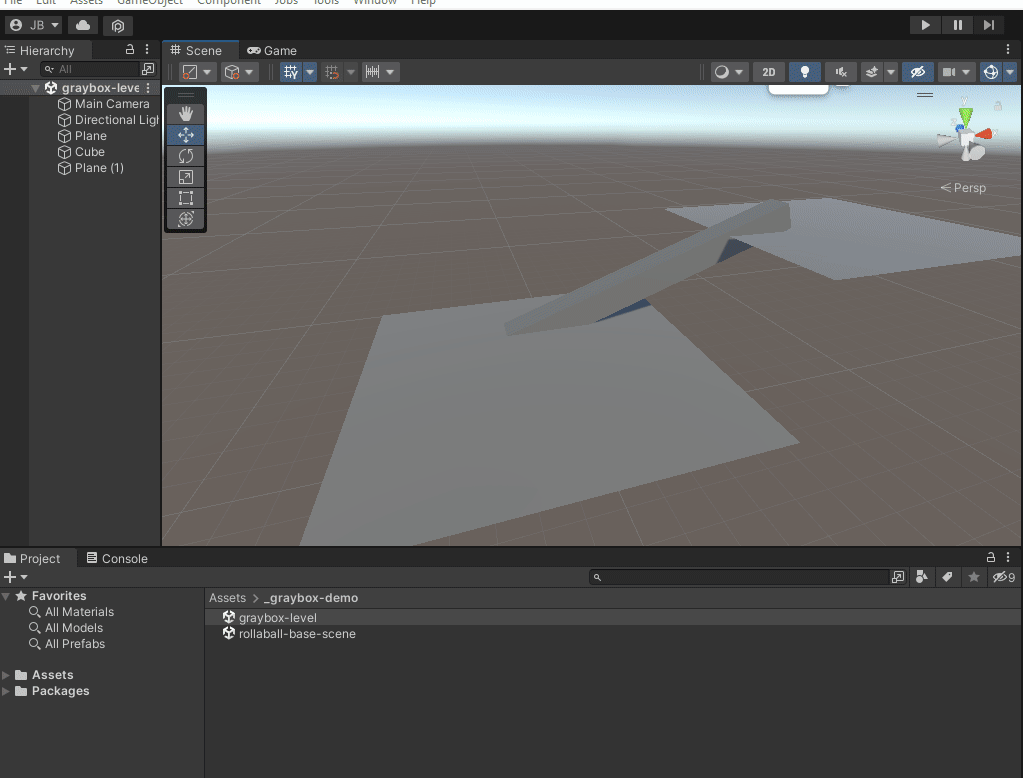 File Edit Assets GameObject Component Jobs Tools Window Help
JB
Hierarchy
Scene
Game
All
2D
graybox-leve
Main Camera
Directional Ligh
Plane
Cube
Plane (1)
Persp
Project
Console
9
Favorites
All Materials
All Models
All Prefabs
Assets
Packages
Assets > _graybox-demo
graybox-level
rollaball-base-scene